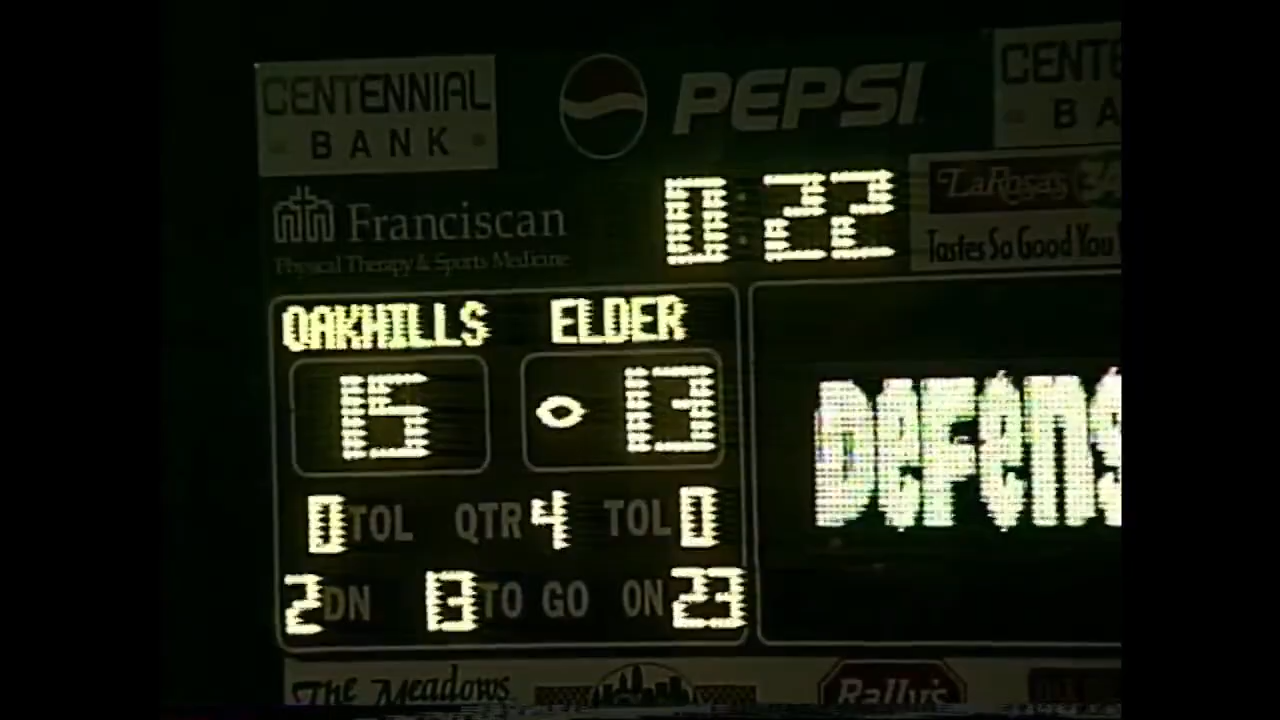 CENTENNIAL
BANK
PEPSI
CENTE
BA
Franciscan
Physical Therapy & Sports Medicine
0:22
LaRosa's
Tastes So Good You
OAKHILLS ELDER
15 13
0 TOL QTR 4 TOL 0
2 DN 13 TO GO ON 23
DeFens
The Meadows
Rally's